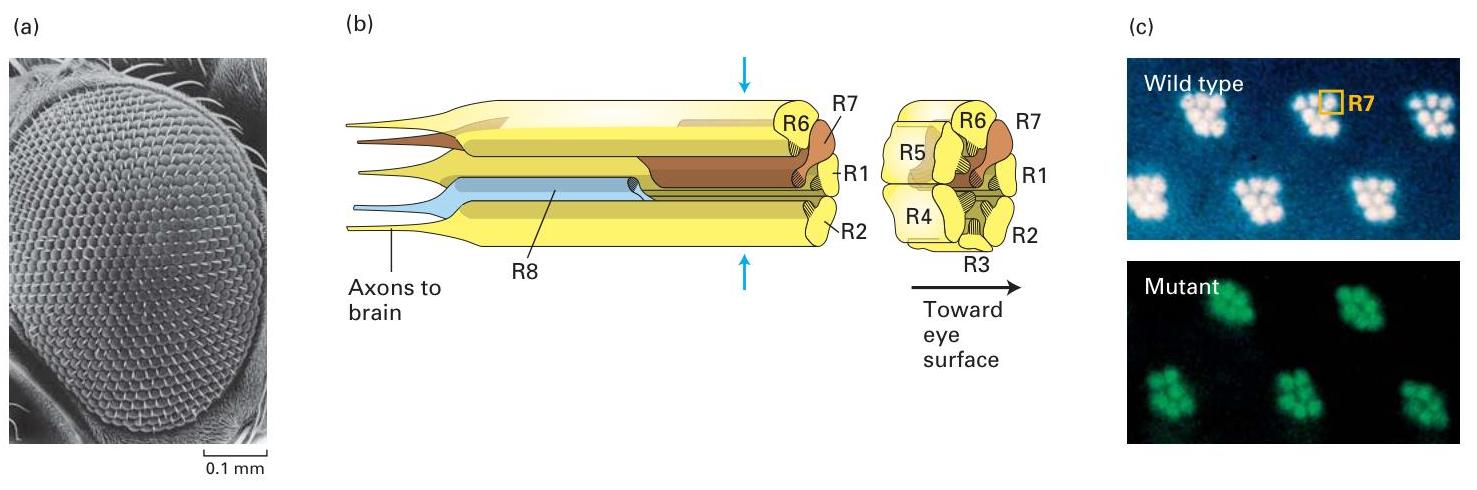 (a)
0.1 mm
(b)
R6
R7
R1
R2
R8
Axons to
brain
R6
R7
R5
R1
R4
R2
R3
Toward
eye
surface
(c)
Wild type
R7
Mutant